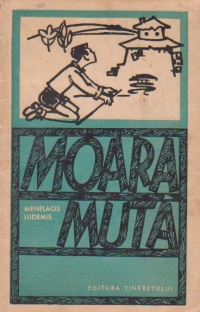 MOARA
MENELAOS
LUDEMIS
MUTĂ
EDITURA TINERETULUI